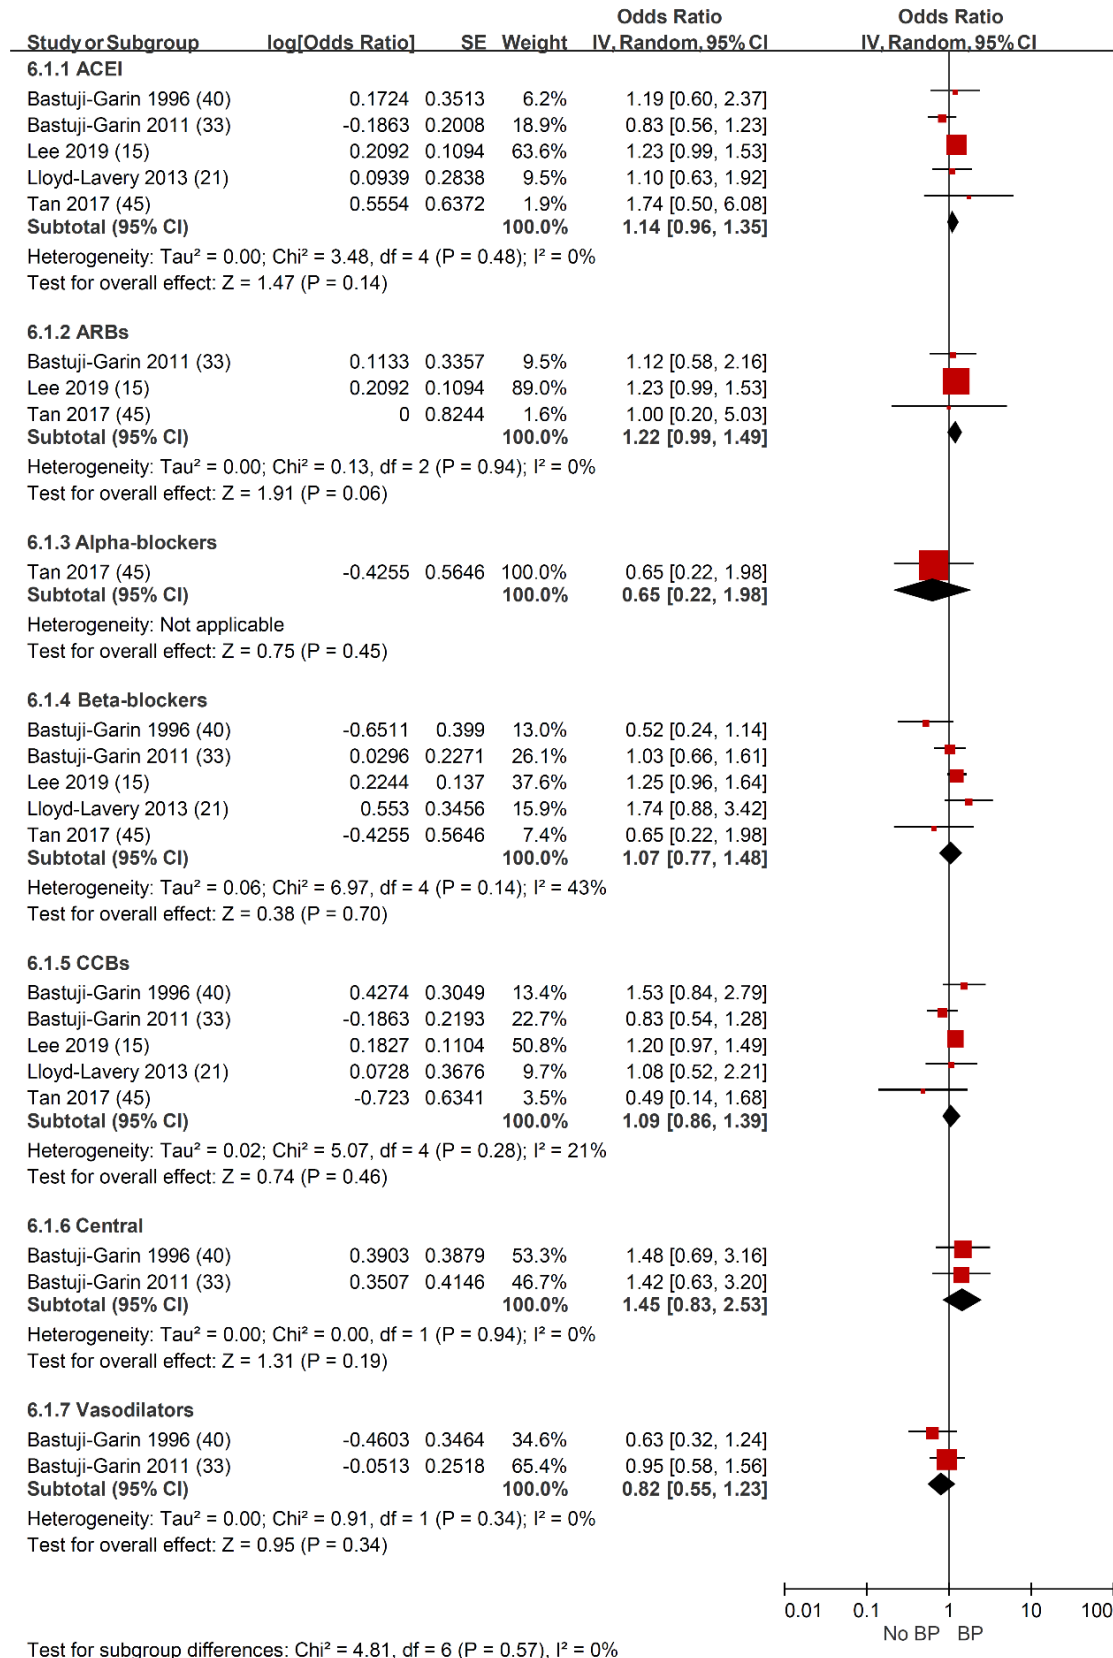 Odds Ratio Odds Ratio
Study or Subgroup log[Odds Ratio] SE Weight IV, Random, 95% CI IV, Random, 95% CI
6.1.1 ACEI
Bastuji-Garin 1996 (40) 0.1724 0.3513 6.2% 1.19 [0.60, 2.37]
Bastuji-Garin 2011 (33) -0.1863 0.2008 18.9% 0.83 [0.56, 1.23]
Lee 2019 (15) 0.2092 0.1094 63.6% 1.23 [0.99, 1.53]
Lloyd-Lavery 2013 (21) 0.0939 0.2838 9.5% 1.10 [0.63, 1.92]
Tan 2017 (45) 0.5554 0.6372 1.9% 1.74 [0.50, 6.08]
Subtotal (95% CI) 100.0% 1.14 [0.96, 1.35]
Heterogeneity: Tau² = 0.00; Chi² = 3.48, df = 4 (P = 0.48); I² = 0%
Test for overall effect: Z = 1.47 (P = 0.14)
6.1.2 ARBs
Bastuji-Garin 2011 (33) 0.1133 0.3357 9.5% 1.12 [0.58, 2.16]
Lee 2019 (15) 0.2092 0.1094 89.0% 1.23 [0.99, 1.53]
Tan 2017 (45) 0 0.8244 1.6% 1.00 [0.20, 5.03]
Subtotal (95% CI) 100.0% 1.22 [0.99, 1.49]
Heterogeneity: Tau² = 0.00; Chi² = 0.13, df = 2 (P = 0.94); I² = 0%
Test for overall effect: Z = 1.91 (P = 0.06)
6.1.3 Alpha-blockers
Tan 2017 (45) -0.4255 0.5646 100.0% 0.65 [0.22, 1.98]
Subtotal (95% CI) 100.0% 0.65 [0.22, 1.98]
Heterogeneity: Not applicable
Test for overall effect: Z = 0.75 (P = 0.45)
6.1.4 Beta-blockers
Bastuji-Garin 1996 (40) -0.6511 0.399 13.0% 0.52 [0.24, 1.14]
Bastuji-Garin 2011 (33) 0.0296 0.2271 26.1% 1.03 [0.66, 1.61]
Lee 2019 (15) 0.2244 0.137 37.6% 1.25 [0.96, 1.64]
Lloyd-Lavery 2013 (21) 0.553 0.3456 15.9% 1.74 [0.88, 3.42]
Tan 2017 (45) -0.4255 0.5646 7.4% 0.65 [0.22, 1.98]
Subtotal (95% CI) 100.0% 1.07 [0.77, 1.48]
Heterogeneity: Tau² = 0.06; Chi² = 6.97, df = 4 (P = 0.14); I² = 43%
Test for overall effect: Z = 0.38 (P = 0.70)
6.1.5 CCBs
Bastuji-Garin 1996 (40) 0.4274 0.3049 13.4% 1.53 [0.84, 2.79]
Bastuji-Garin 2011 (33) -0.1863 0.2193 22.7% 0.83 [0.54, 1.28]
Lee 2019 (15) 0.1827 0.1104 50.8% 1.20 [0.97, 1.49]
Lloyd-Lavery 2013 (21) 0.0728 0.3676 9.7% 1.08 [0.52, 2.21]
Tan 2017 (45) -0.723 0.6341 3.5% 0.49 [0.14, 1.68]
Subtotal (95% CI) 100.0% 1.09 [0.86, 1.39]
Heterogeneity: Tau² = 0.02; Chi² = 5.07, df = 4 (P = 0.28); I² = 21%
Test for overall effect: Z = 0.74 (P = 0.46)
6.1.6 Central
Bastuji-Garin 1996 (40) 0.3903 0.3879 53.3% 1.48 [0.69, 3.16]
Bastuji-Garin 2011 (33) 0.3507 0.4146 46.7% 1.42 [0.63, 3.20]
Subtotal (95% CI) 100.0% 1.45 [0.83, 2.53]
Heterogeneity: Tau² = 0.00; Chi² = 0.00, df = 1 (P = 0.94); I² = 0%
Test for overall effect: Z = 1.31 (P = 0.19)
6.1.7 Vasodilators
Bastuji-Garin 1996 (40) -0.4603 0.3464 34.6% 0.63 [0.32, 1.24]
Bastuji-Garin 2011 (33) -0.0513 0.2518 65.4% 0.95 [0.58, 1.56]
Subtotal (95% CI) 100.0% 0.82 [0.55, 1.23]
Heterogeneity: Tau² = 0.00; Chi² = 0.91, df = 1 (P = 0.34); I² = 0%
Test for overall effect: Z = 0.95 (P = 0.34)
0.01 0.1 1 10 100
No BP BP
Test for subgroup differences: Chi² = 4.81, df = 6 (P = 0.57), I² = 0%